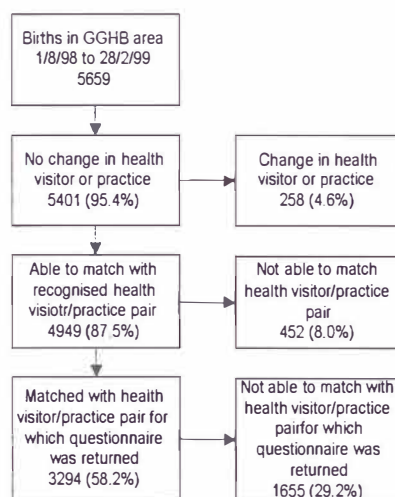 Births in GGHB area
1/8/98 to 28/2/99
5659
No change in health
visitor or practice
5401 (95.4%)
Change in health
visitor or practice
258 (4.6%)
Able to match with
recognised health
visiotr/practice pair
4949 (87.5%)
Not able to match
health visitor/practice
pair
452 (8.0%)
Matched with health
visitor/practice pair for
which questionnaire
was returned
3294 (58.2%)
Not able to match with
health visitor/practice
pairfor which
questionnaire was
returned
1655 (29.2%)